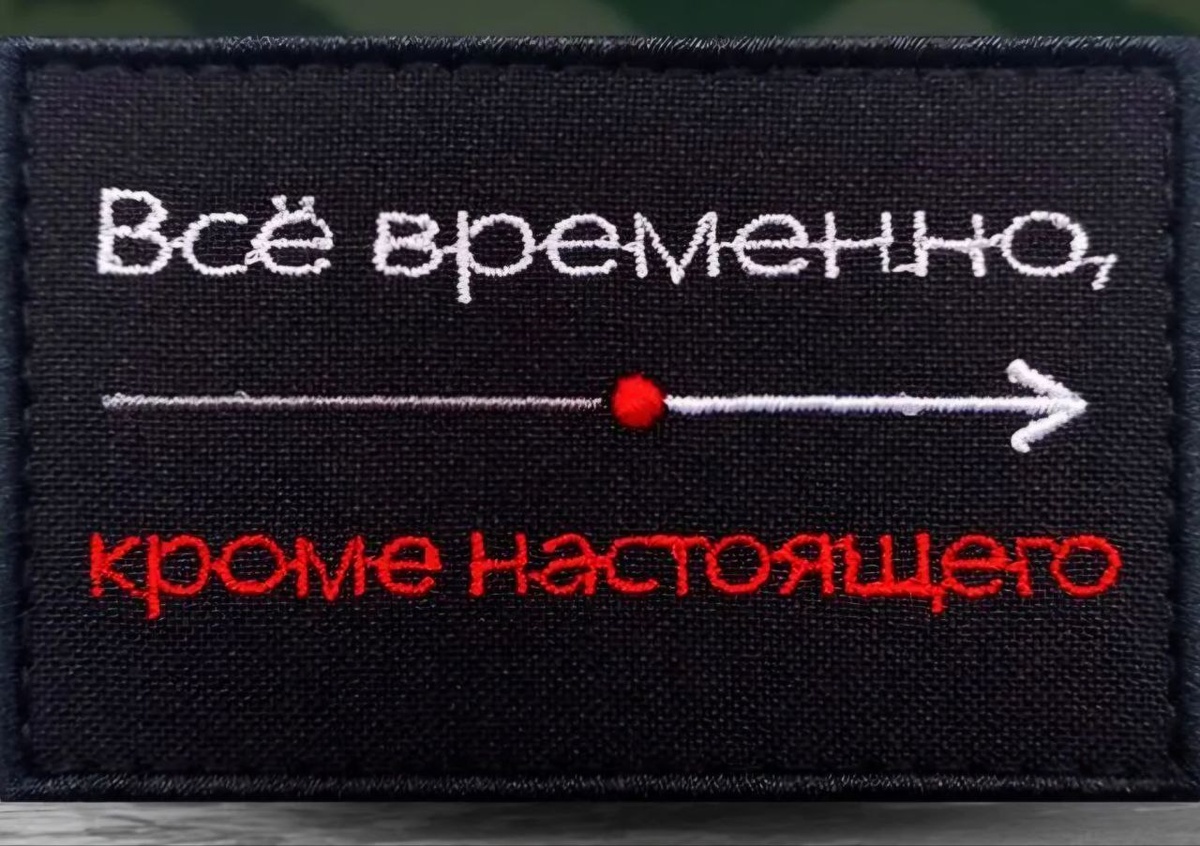 Всё временно,
кроме настоящего